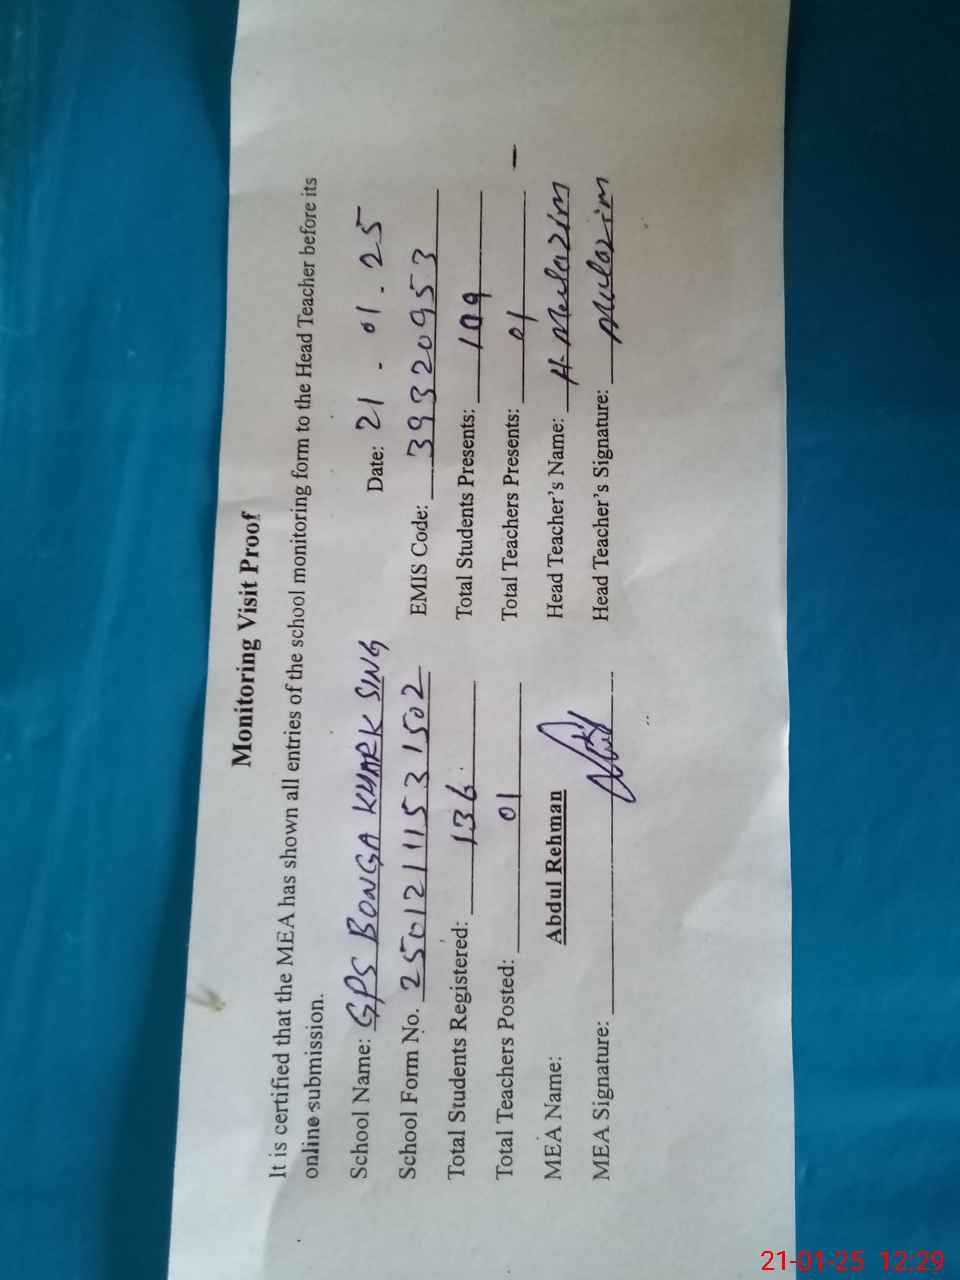 Monitoring Visit Proof
It is certified that the MEA has shown all entries of the school monitoring form to the Head Teacher before its
online submission.
School Name: GPS BONGA KHARK SING Date: 21 - 01 - 25
School Form No. 25012111531502 EMIS Code: 39320953
Total Students Registered: 136 Total Students Presents: 109
Total Teachers Posted: 01 Total Teachers Presents: 01
MEA Name: Abdul Rehman Head Teacher's Name: H. Mulazim
MEA Signature: Head Teacher's Signature: Mulazim
21-01-25 12:29